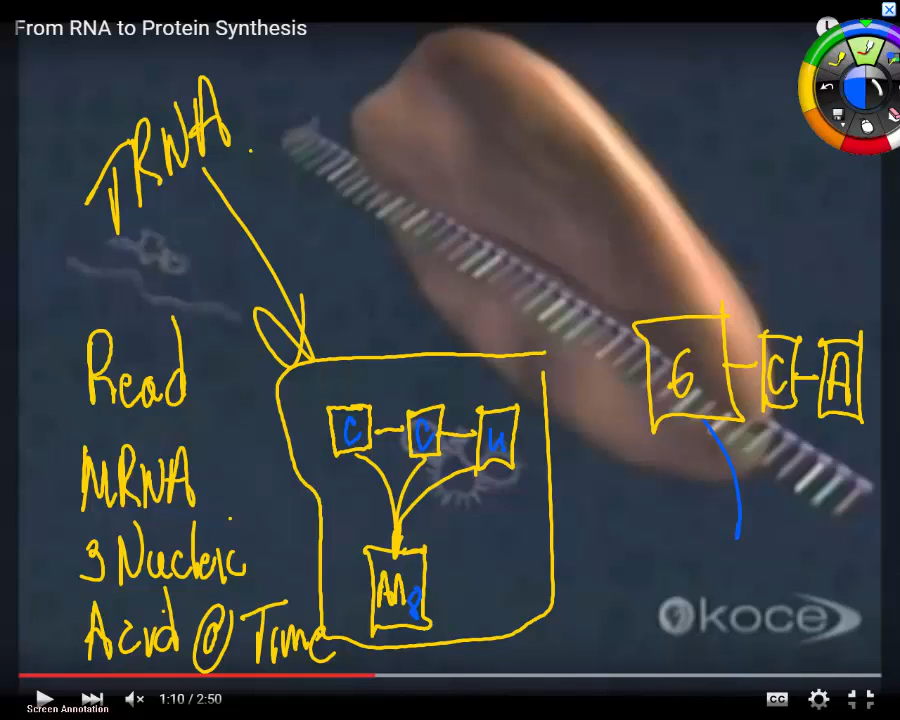 From RNA to Protein Synthesis
TRNA.
Read
MRNA
3 Nucleic
Acid @ Time
C - C - U
AA8
G - C - A
koce
1:10 / 2:50
CC
Screen Annotation